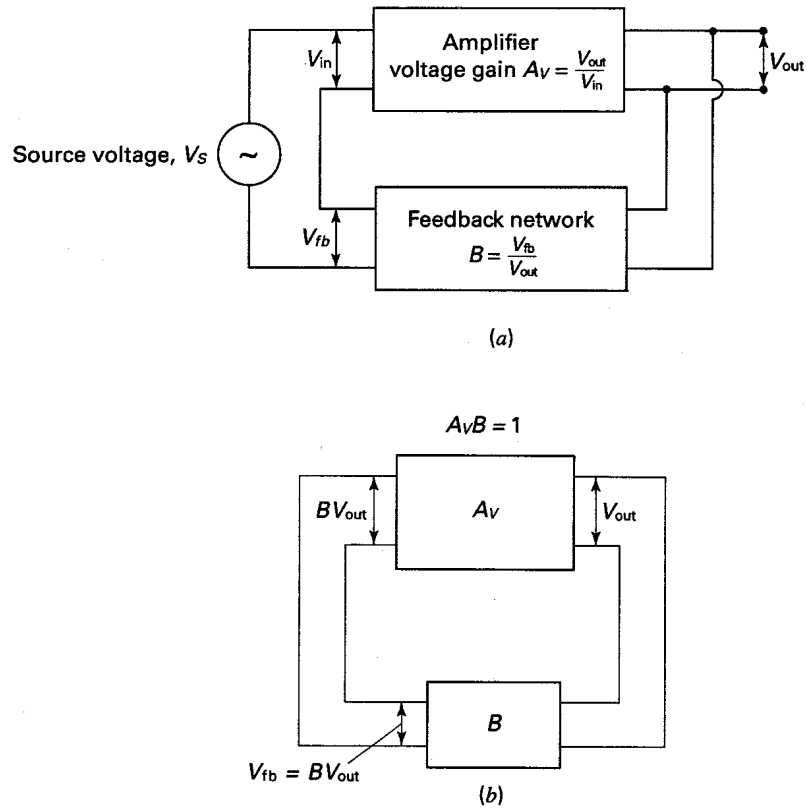 Amplifier
voltage gain Aᵥ = Vout/Vin
Vin
Vout
Source voltage, Vs
~
Vfb
Feedback network
B = Vfb/Vout
(a)
AᵥB = 1
BVout
Aᵥ
Vout
B
Vfb = BVout
(b)